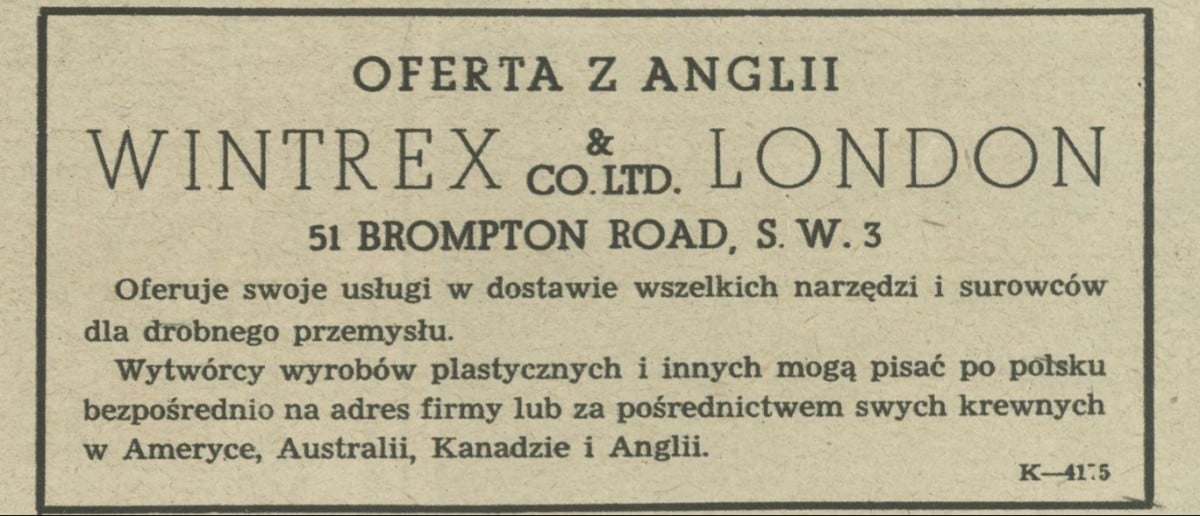 OFERTA Z ANGLII
WINTREX & CO. LTD. LONDON
51 BROMPTON ROAD, S. W. 3
Oferuje swoje usługi w dostawie wszelkich narzędzi i surowców
dla drobnego przemysłu.
Wytwórcy wyrobów plastycznych i innych mogą pisać po polsku
bezpośrednio na adres firmy lub za pośrednictwem swych krewnych
w Ameryce, Australii, Kanadzie i Anglii.